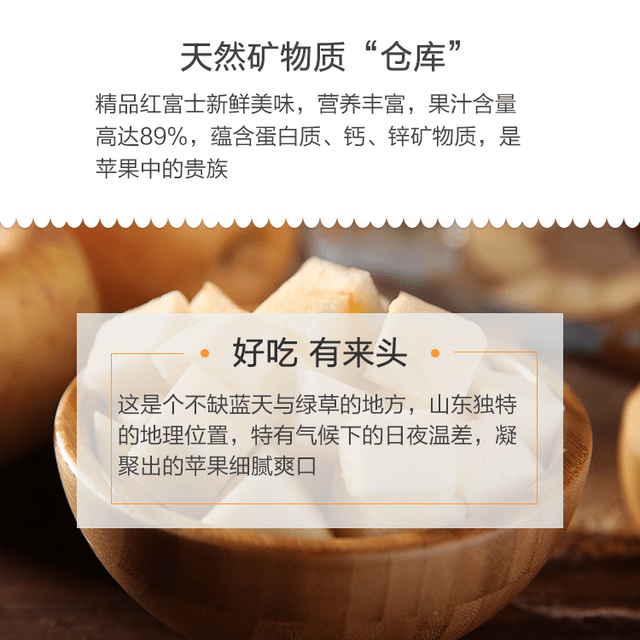 天然矿物质“仓库”
精品红富士新鲜美味，营养丰富，果汁含量
高达89%，蕴含蛋白质、钙、锌矿物质，是
苹果中的贵族
好吃 有来头
这是个不缺蓝天与绿草的地方，山东独特
的地理位置，特有气候下的日夜温差，凝
聚出的苹果细腻爽口